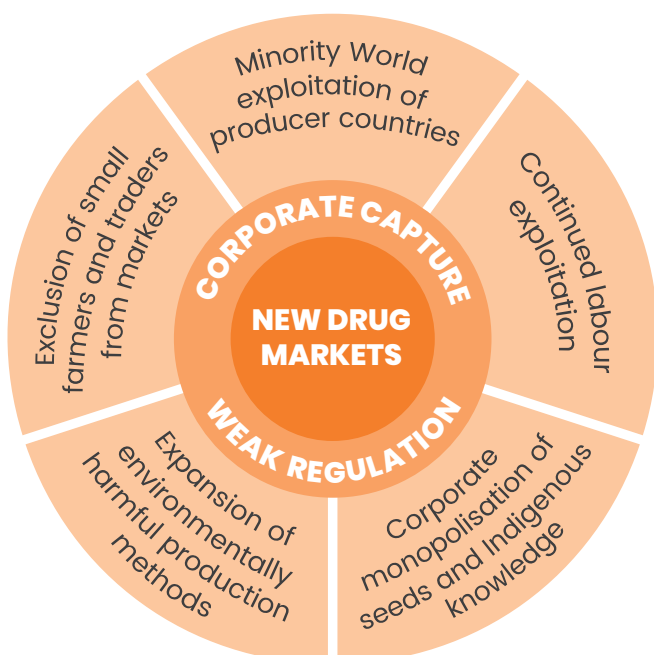 Minority World
exploitation of
producer countries
Continued labour
exploitation
Corporate
monopolisation of
seeds and Indigenous
knowledge
Expansion of
environmentally
harmful production
methods
Exclusion of small
farmers and traders
from markets
CORPORATE CAPTURE
NEW DRUG
MARKETS
WEAK REGULATION